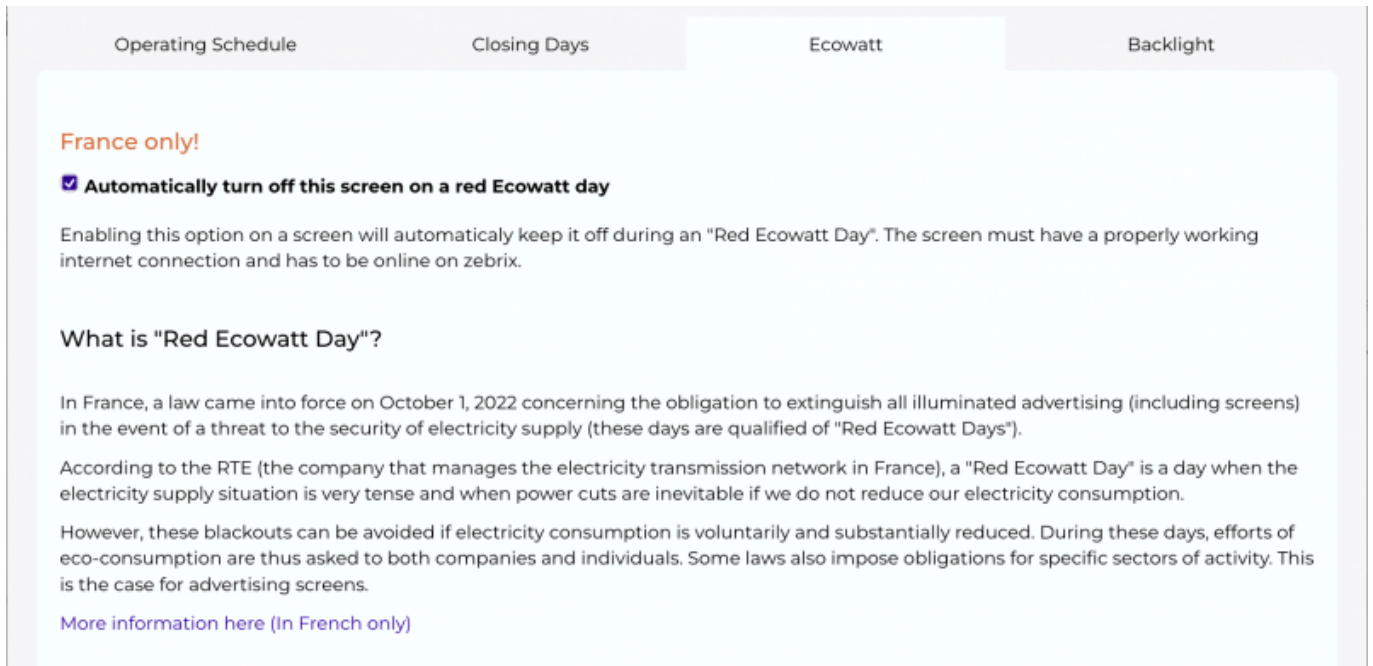 Operating Schedule
Closing Days
Ecowatt
Backlight
France only!
Automatically turn off this screen on a red Ecowatt day
Enabling this option on a screen will automaticaly keep it off during an "Red Ecowatt Day". The screen must have a properly working
internet connection and has to be online on zebrix.
What is "Red Ecowatt Day"?
In France, a law came into force on October 1, 2022 concerning the obligation to extinguish all illuminated advertising (including screens)
in the event of a threat to the security of electricity supply (these days are qualified of "Red Ecowatt Days").
According to the RTE (the company that manages the electricity transmission network in France), a "Red Ecowatt Day" is a day when the
electricity supply situation is very tense and when power cuts are inevitable if we do not reduce our electricity consumption.
However, these blackouts can be avoided if electricity consumption is voluntarily and substantially reduced. During these days, efforts of
eco-consumption are thus asked to both companies and individuals. Some laws also impose obligations for specific sectors of activity. This
is the case for advertising screens.
More information here (In French only)